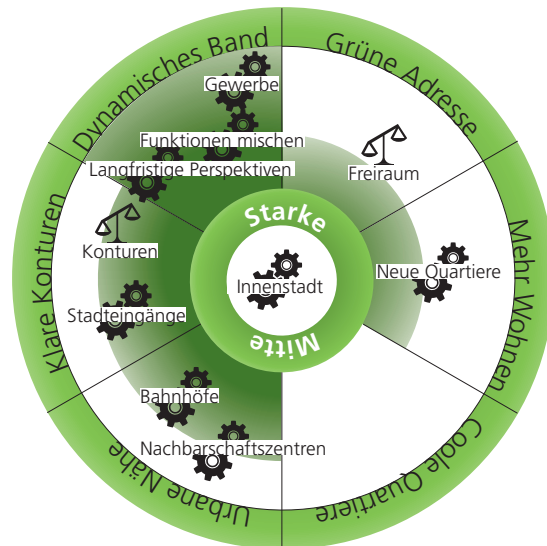 Dynamisches Band
Grüne Adresse
Gewerbe
Funktionen mischen
Langfristige Perspektiven
Freiraum
Klare Konturen
Mehr Wohnen
Konturen
Starke
Neue Quartiere
Innenstadt
Stadteingänge
Mitte
Bahnhöfe
Nachbarschaftszentren
Urbane Nähe
Coole Quartiere